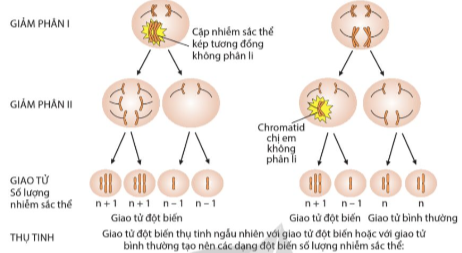 GIẢM PHÂN I
Cặp nhiễm sắc thể
kép tương đồng
không phân li
GIẢM PHÂN II
Chromatid
chị em
không
phân li
GIAO TỬ
Số lượng
nhiễm sắc thể
n + 1 n + 1 n − 1 n − 1
n + 1 n − 1 n n
Giao tử đột biến
Giao tử đột biến Giao tử bình thường
THỤ TINH
Giao tử đột biến thụ tinh ngẫu nhiên với giao tử đột biến hoặc với giao tử
bình thường tạo nên các dạng đột biến số lượng nhiễm sắc thể: